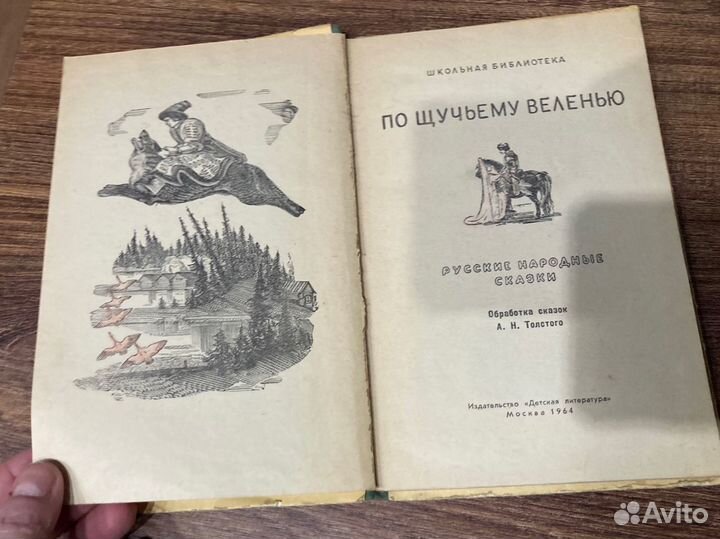 ШКОЛЬНАЯ БИБЛИОТЕКА
ПО ЩУЧЬЕМУ ВЕЛЕНЬЮ
РУССКИЕ НАРОДНЫЕ
СКАЗКИ
Обработка сказок
А. Н. Толстого
Издательство «Детская литература»
Москва 1964
Avito